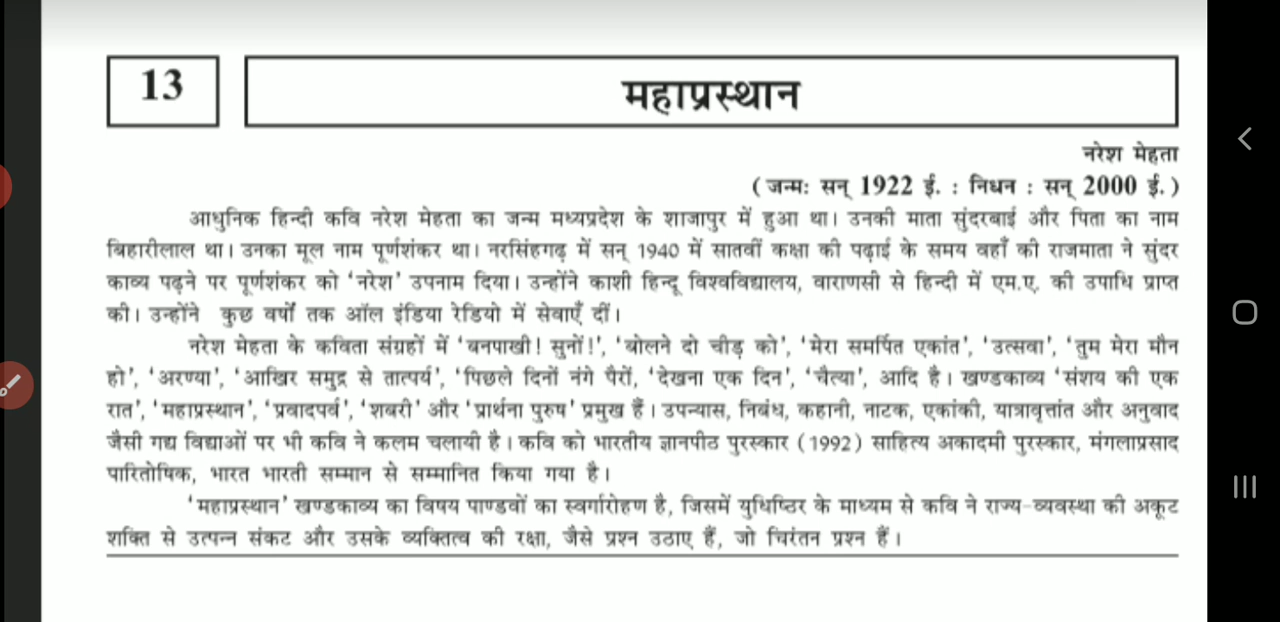 13
महाप्रस्थान
नरेश मेहता
( जन्मः सन् 1922 ई. : निधन : सन् 2000 ई. )
आधुनिक हिन्दी कवि नरेश मेहता का जन्म मध्यप्रदेश के शाजापुर में हुआ था। उनकी माता सुंदरबाई और पिता का नाम
बिहारीलाल था। उनका मूल नाम पूर्णशंकर था। नरसिंहगढ़ में सन् 1940 में सातवीं कक्षा की पढ़ाई के समय वहाँ की राजमाता ने सुंदर
काव्य पढ़ने पर पूर्णशंकर को ‘नरेश’ उपनाम दिया। उन्होंने काशी हिन्दू विश्वविद्यालय, वाराणसी से हिन्दी में एम.ए. की उपाधि प्राप्त
की। उन्होंने कुछ वर्षों तक ऑल इंडिया रेडियो में सेवाएँ दीं।
नरेश मेहता के कविता संग्रहों में ‘बनपाखी! सुनों!’, ‘बोलने दो चीड़ को’, ‘मेरा समर्पित एकांत’, ‘उत्सवा’, ‘तुम मेरा मौन
हो’, ‘अरण्या’, ‘आखिर समुद्र से तात्पर्य’, ‘पिछले दिनों नंगे पैरों, ‘देखना एक दिन’, ‘चैत्या’, आदि है। खण्डकाव्य ‘संशय की एक
रात’, ‘महाप्रस्थान’, ‘प्रवादपर्व’, ‘शबरी’ और ‘प्रार्थना पुरुष’ प्रमुख हैं। उपन्यास, निबंध, कहानी, नाटक, एकांकी, यात्रावृत्तांत और अनुवाद
जैसी गद्य विद्याओं पर भी कवि ने कलम चलायी है। कवि को भारतीय ज्ञानपीठ पुरस्कार (1992) साहित्य अकादमी पुरस्कार, मंगलाप्रसाद
पारितोषिक, भारत भारती सम्मान से सम्मानित किया गया है।
‘महाप्रस्थान’ खण्डकाव्य का विषय पाण्डवों का स्वर्गारोहण है, जिसमें युधिष्ठिर के माध्यम से कवि ने राज्य-व्यवस्था की अकूट
शक्ति से उत्पन्न संकट और उसके व्यक्तित्व की रक्षा, जैसे प्रश्न उठाए हैं, जो चिरंतन प्रश्न हैं।